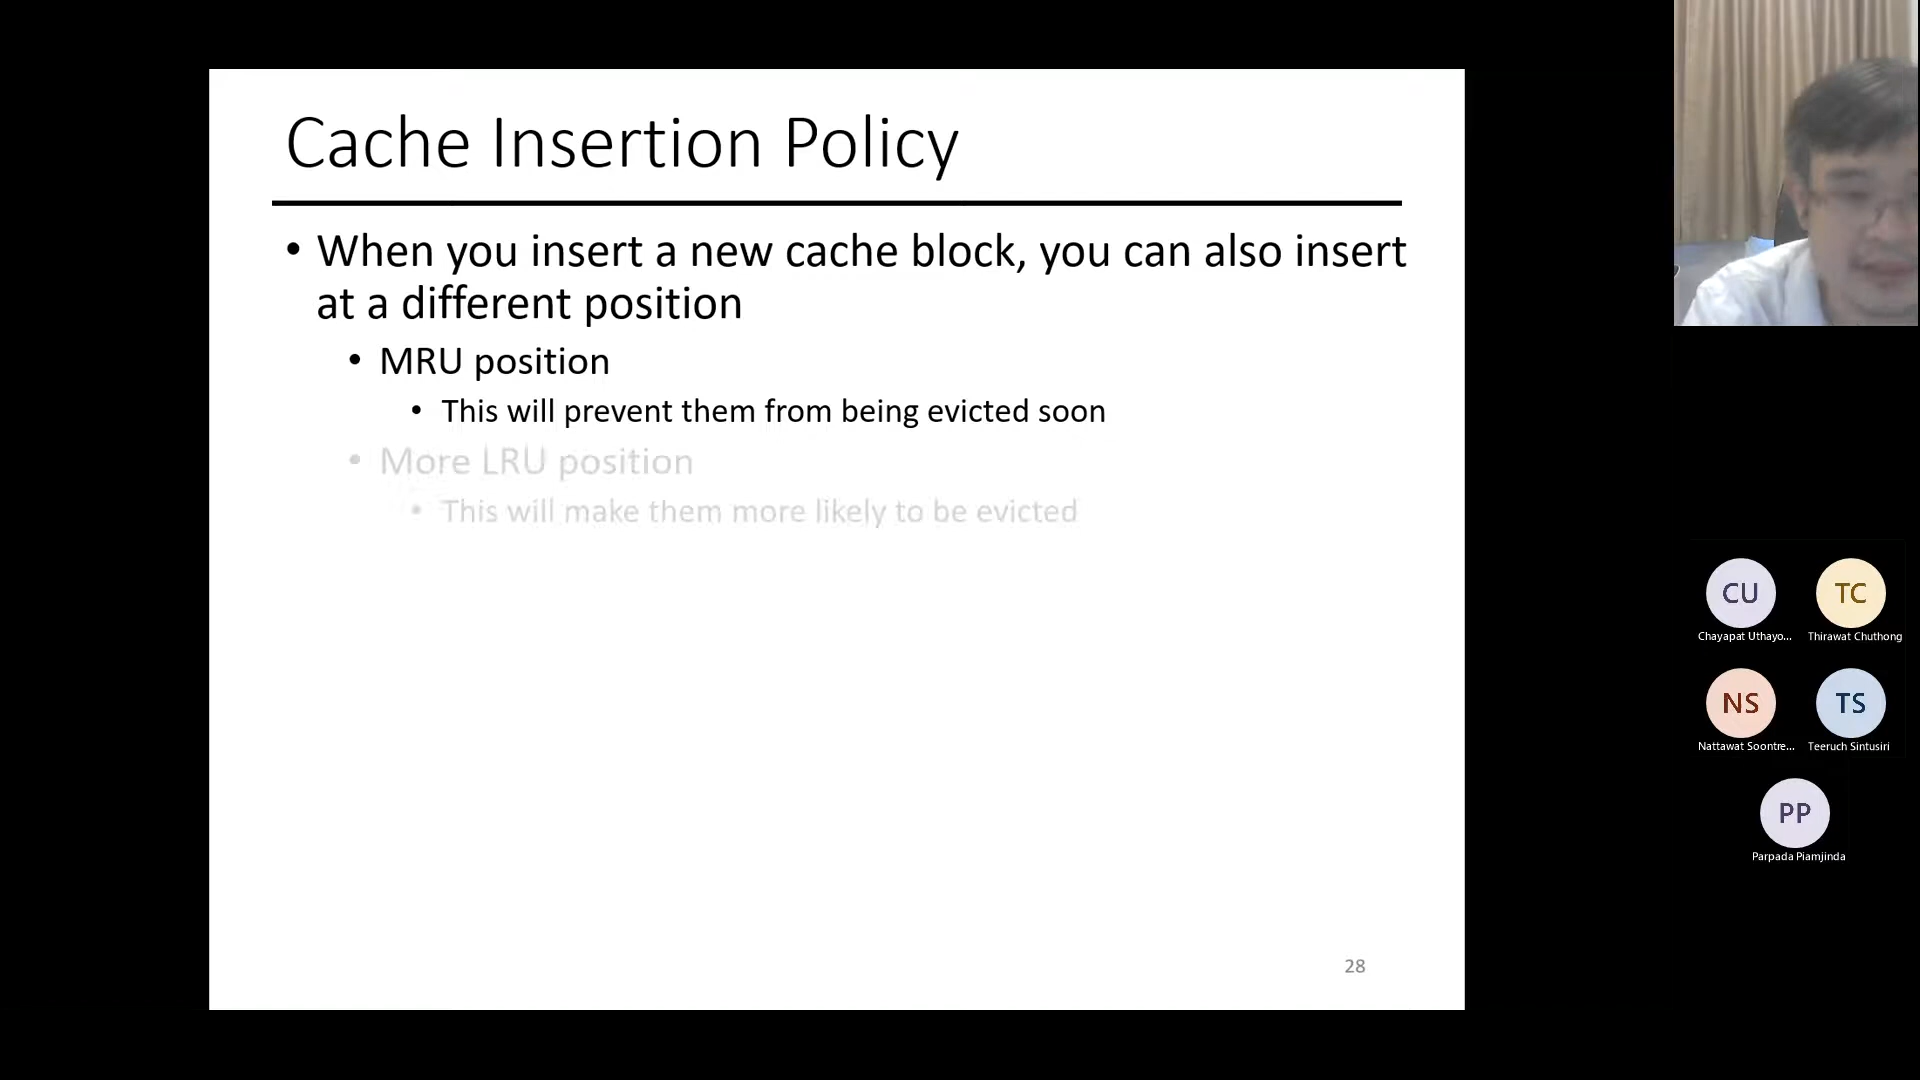 Cache Insertion Policy
• When you insert a new cache block, you can also insert
at a different position
• MRU position
• This will prevent them from being evicted soon
• More LRU position
• This will make them more likely to be evicted
28
CU
Chayapat Uthayo...
TC
Thirawat Chuthong
NS
Nattawat Soontre...
TS
Teeruch Sintusiri
PP
Parpada Piamjinda